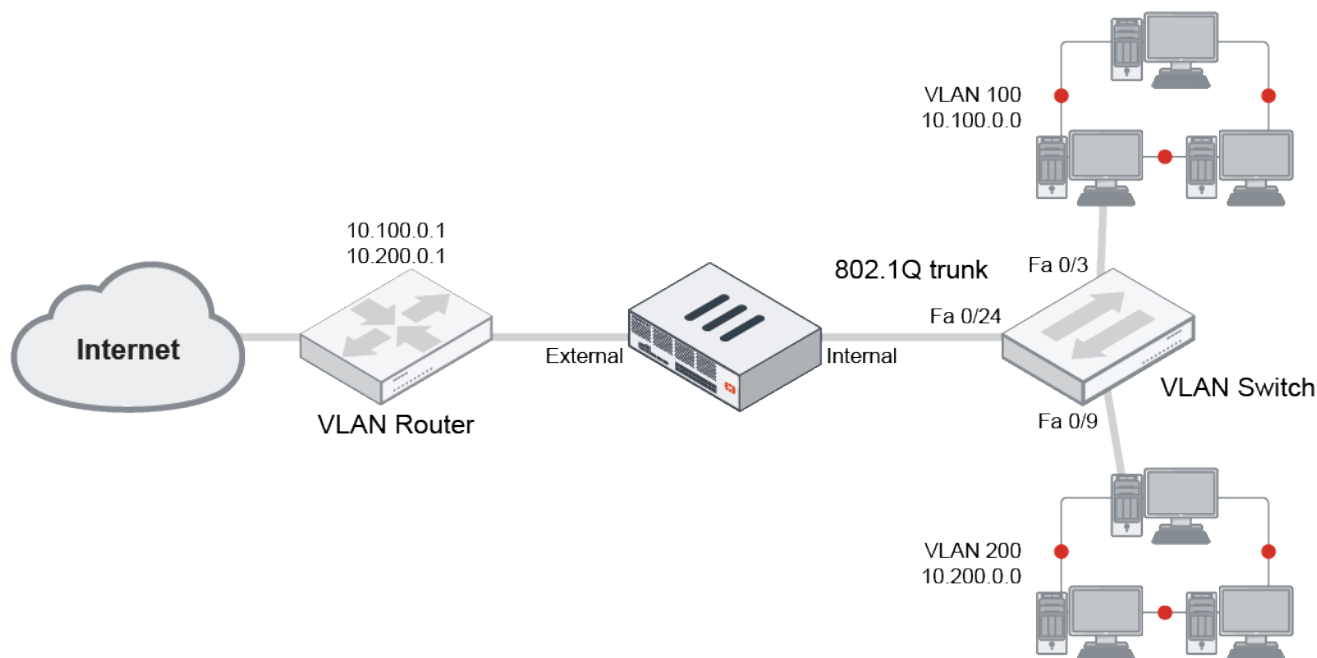 VLAN 100
10.100.0.0
10.100.0.1
10.200.0.1
802.1Q trunk
Fa 0/3
Fa 0/24
Internet
External
Internal
VLAN Switch
VLAN Router
Fa 0/9
VLAN 200
10.200.0.0